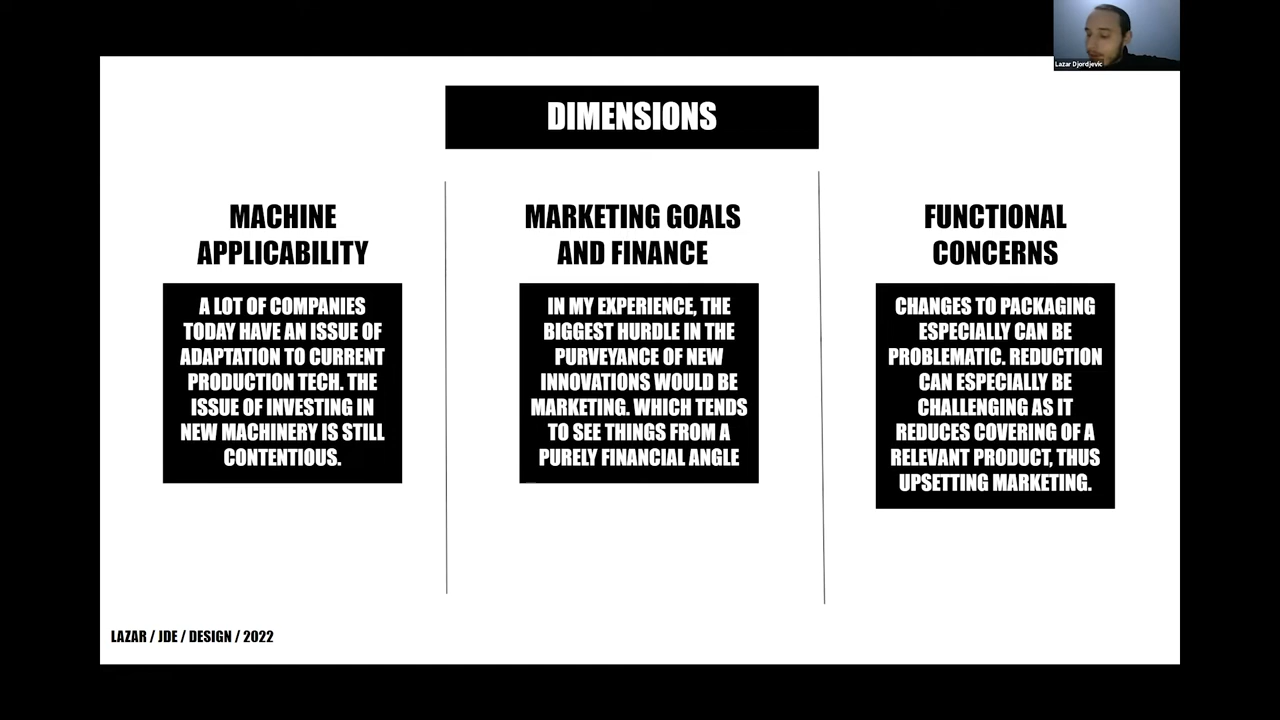 Lazar Djordjevic
DIMENSIONS
MACHINE
APPLICABILITY
A LOT OF COMPANIES
TODAY HAVE AN ISSUE OF
ADAPTATION TO CURRENT
PRODUCTION TECH. THE
ISSUE OF INVESTING IN
NEW MACHINERY IS STILL
CONTENTIOUS.
MARKETING GOALS
AND FINANCE
IN MY EXPERIENCE, THE
BIGGEST HURDLE IN THE
PURVEYANCE OF NEW
INNOVATIONS WOULD BE
MARKETING. WHICH TENDS
TO SEE THINGS FROM A
PURELY FINANCIAL ANGLE
FUNCTIONAL
CONCERNS
CHANGES TO PACKAGING
ESPECIALLY CAN BE
PROBLEMATIC. REDUCTION
CAN ESPECIALLY BE
CHALLENGING AS IT
REDUCES COVERING OF A
RELEVANT PRODUCT, THUS
UPSETTING MARKETING.
LAZAR / JDE / DESIGN / 2022